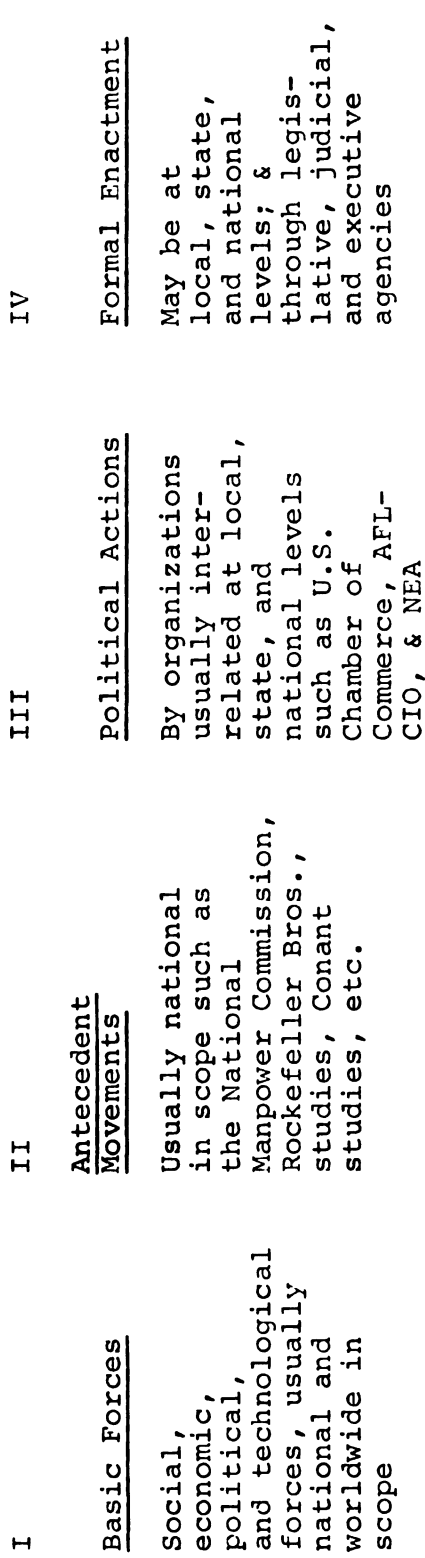 I
Basic Forces
Social,
economic,
political,
and technological
forces, usually
national and
worldwide in
scope
II
Antecedent
Movements
Usually national
in scope such as
the National
Manpower Commission,
Rockefeller Bros.,
studies, Conant
studies, etc.
III
Political Actions
By organizations
usually inter-
related at local,
state, and
national levels
such as U.S.
Chamber of
Commerce, AFL-
CIO, & NEA
IV
Formal Enactment
May be at
local, state,
and national
levels; &
through legis-
lative, judicial,
and executive
agencies